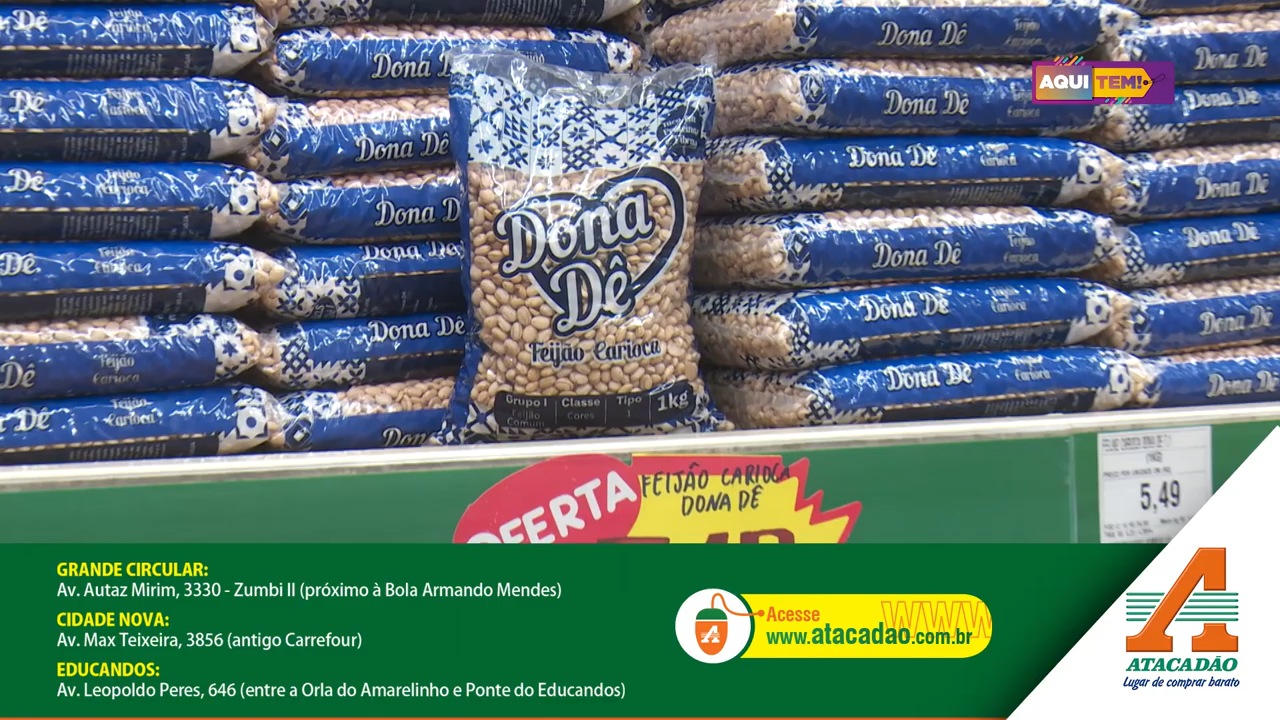 AQUI TEM!
Dona Dê
Dona
Dê
Feijão Carioca
Grupo I
Feijão
Comum
Classe
Cores
Tipo
1
1kg
OFERTA
FEIJÃO CARIOCA
DONA DÊ
5,49
GRANDE CIRCULAR:
Av. Autaz Mirim, 3330 - Zumbi II (próximo à Bola Armando Mendes)
CIDADE NOVA:
Av. Max Teixeira, 3856 (antigo Carrefour)
EDUCANDOS:
Av. Leopoldo Peres, 646 (entre a Orla do Amarelinho e Ponte do Educandos)
Acesse
www.atacadao.com.br
WWW
ATACADÃO
Lugar de comprar barato